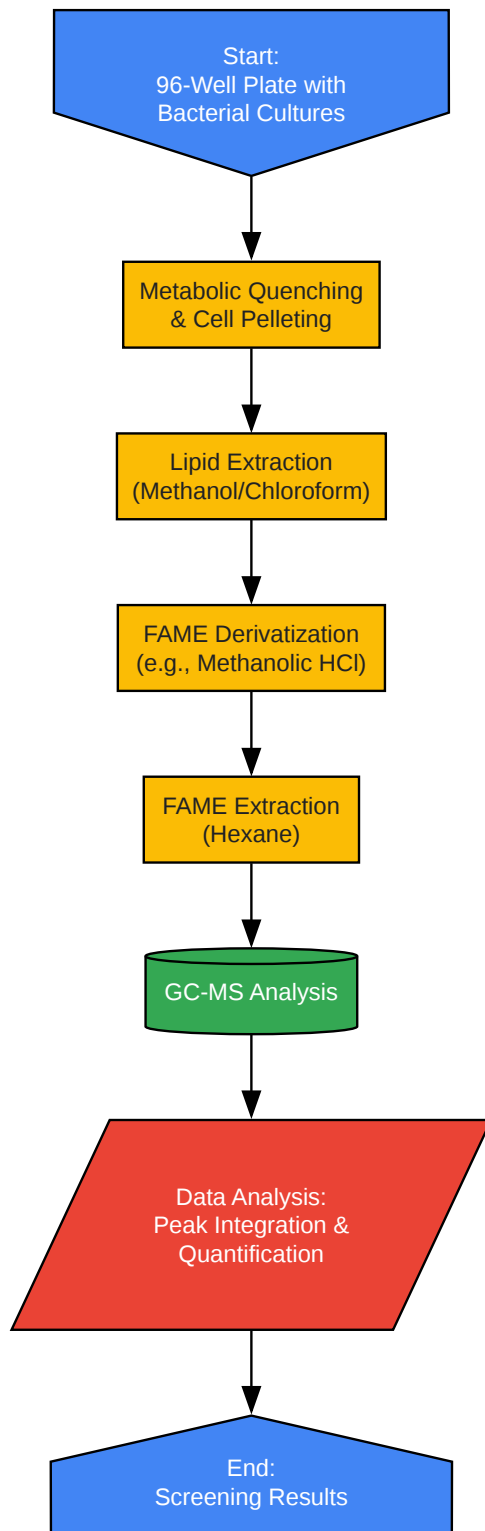 Start:
96-Well Plate with
Bacterial Cultures
Metabolic Quenching
& Cell Pelleting
Lipid Extraction
(Methanol/Chloroform)
FAME Derivatization
(e.g., Methanolic HCl)
FAME Extraction
(Hexane)
GC-MS Analysis
Data Analysis:
Peak Integration &
Quantification
End:
Screening Results